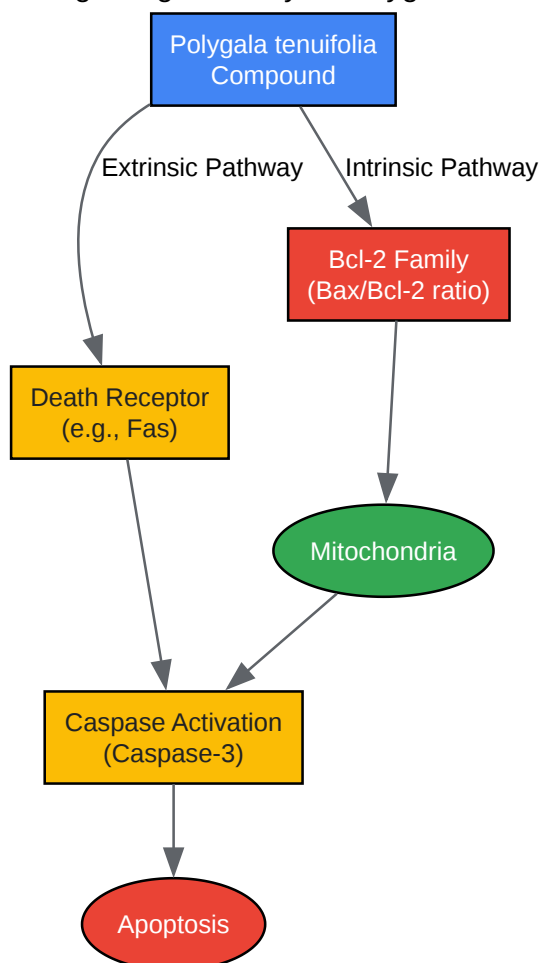 Polygala tenuifolia
Compound
Extrinsic Pathway
Intrinsic Pathway
Bcl-2 Family
(Bax/Bcl-2 ratio)
Death Receptor
(e.g., Fas)
Mitochondria
Caspase Activation
(Caspase-3)
Apoptosis